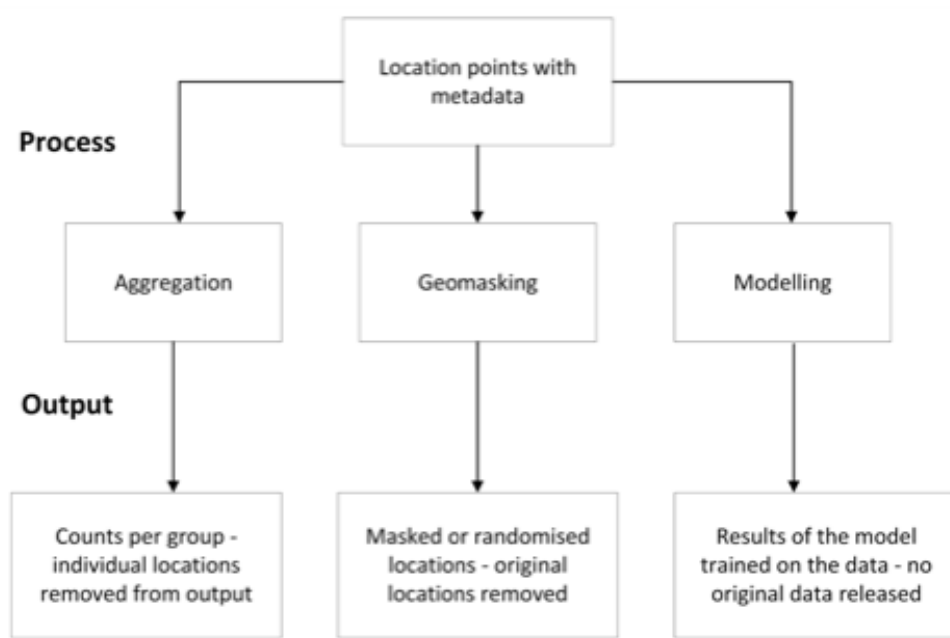 Location points with
metadata
Process
Aggregation
Geomasking
Modelling
Output
Counts per group -
individual locations
removed from output
Masked or randomised
locations - original
locations removed
Results of the model
trained on the data - no
original data released